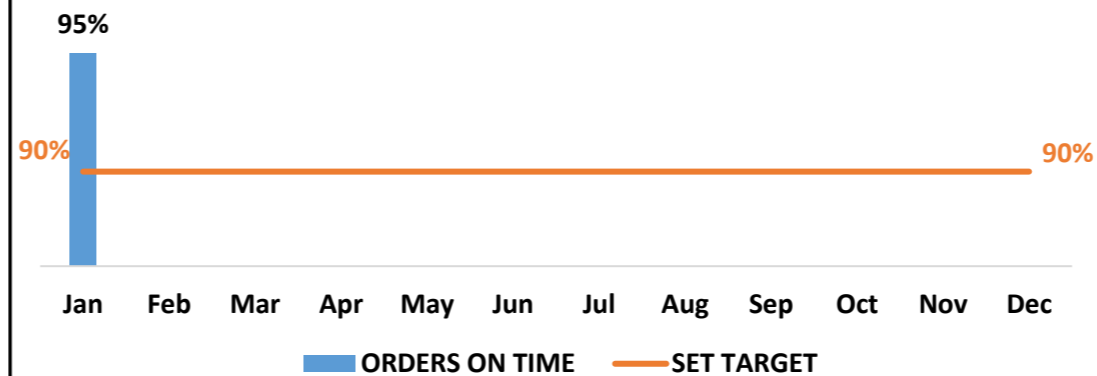 95%
90%
90%
Jan Feb Mar Apr May Jun Jul Aug Sep Oct Nov Dec
ORDERS ON TIME SET TARGET